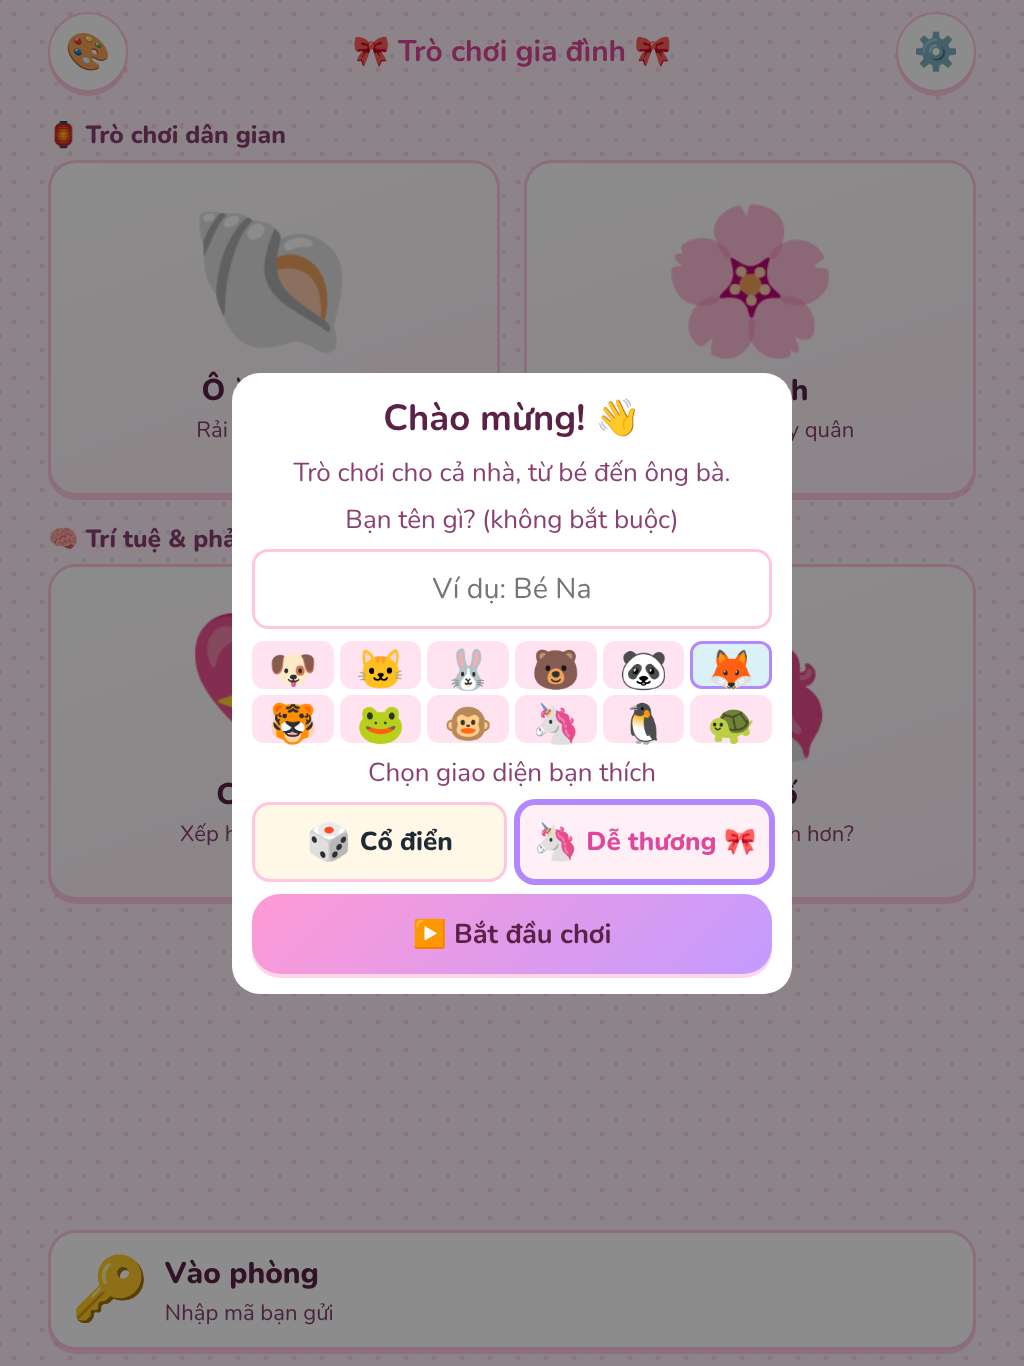 🎀 Trò chơi gia đình 🎀
🏮 Trò chơi dân gian
Ô
Rải
quân
Chào mừng! 👋
Trò chơi cho cả nhà, từ bé đến ông bà.
Bạn tên gì? (không bắt buộc)
Ví dụ: Bé Na
🧠 Trí tuệ &
Xếp
hơn?
Chọn giao diện bạn thích
🎲 Cổ điển
🦄 Dễ thương 🎀
▶️ Bắt đầu chơi
Vào phòng
Nhập mã bạn gửi